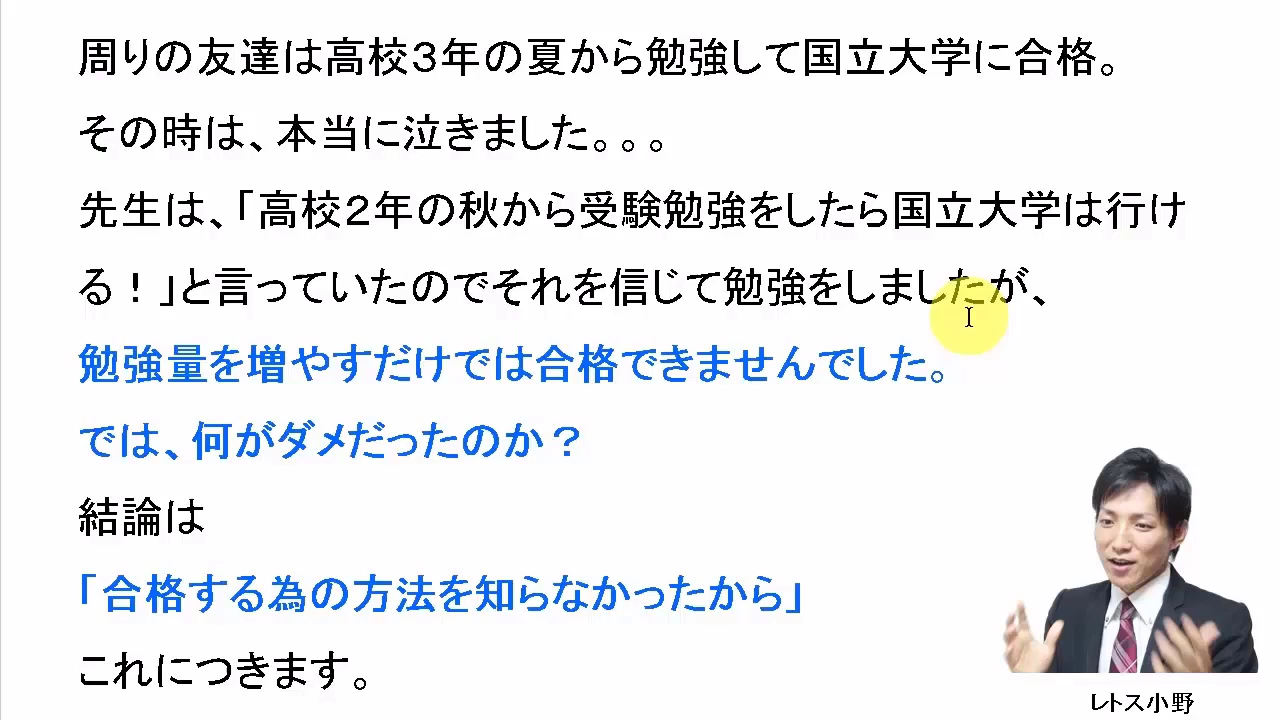 周りの友達は高校３年の夏から勉強して国立大学に合格。
その時は、本当に泣きました。。。
先生は、「高校２年の秋から受験勉強をしたら国立大学は行け
る！」と言っていたのでそれを信じて勉強をしましたが、
勉強量を増やすだけでは合格できませんでした。
では、何がダメだったのか？
結論は
「合格する為の方法を知らなかったから」
これにつきます。
レトス小野